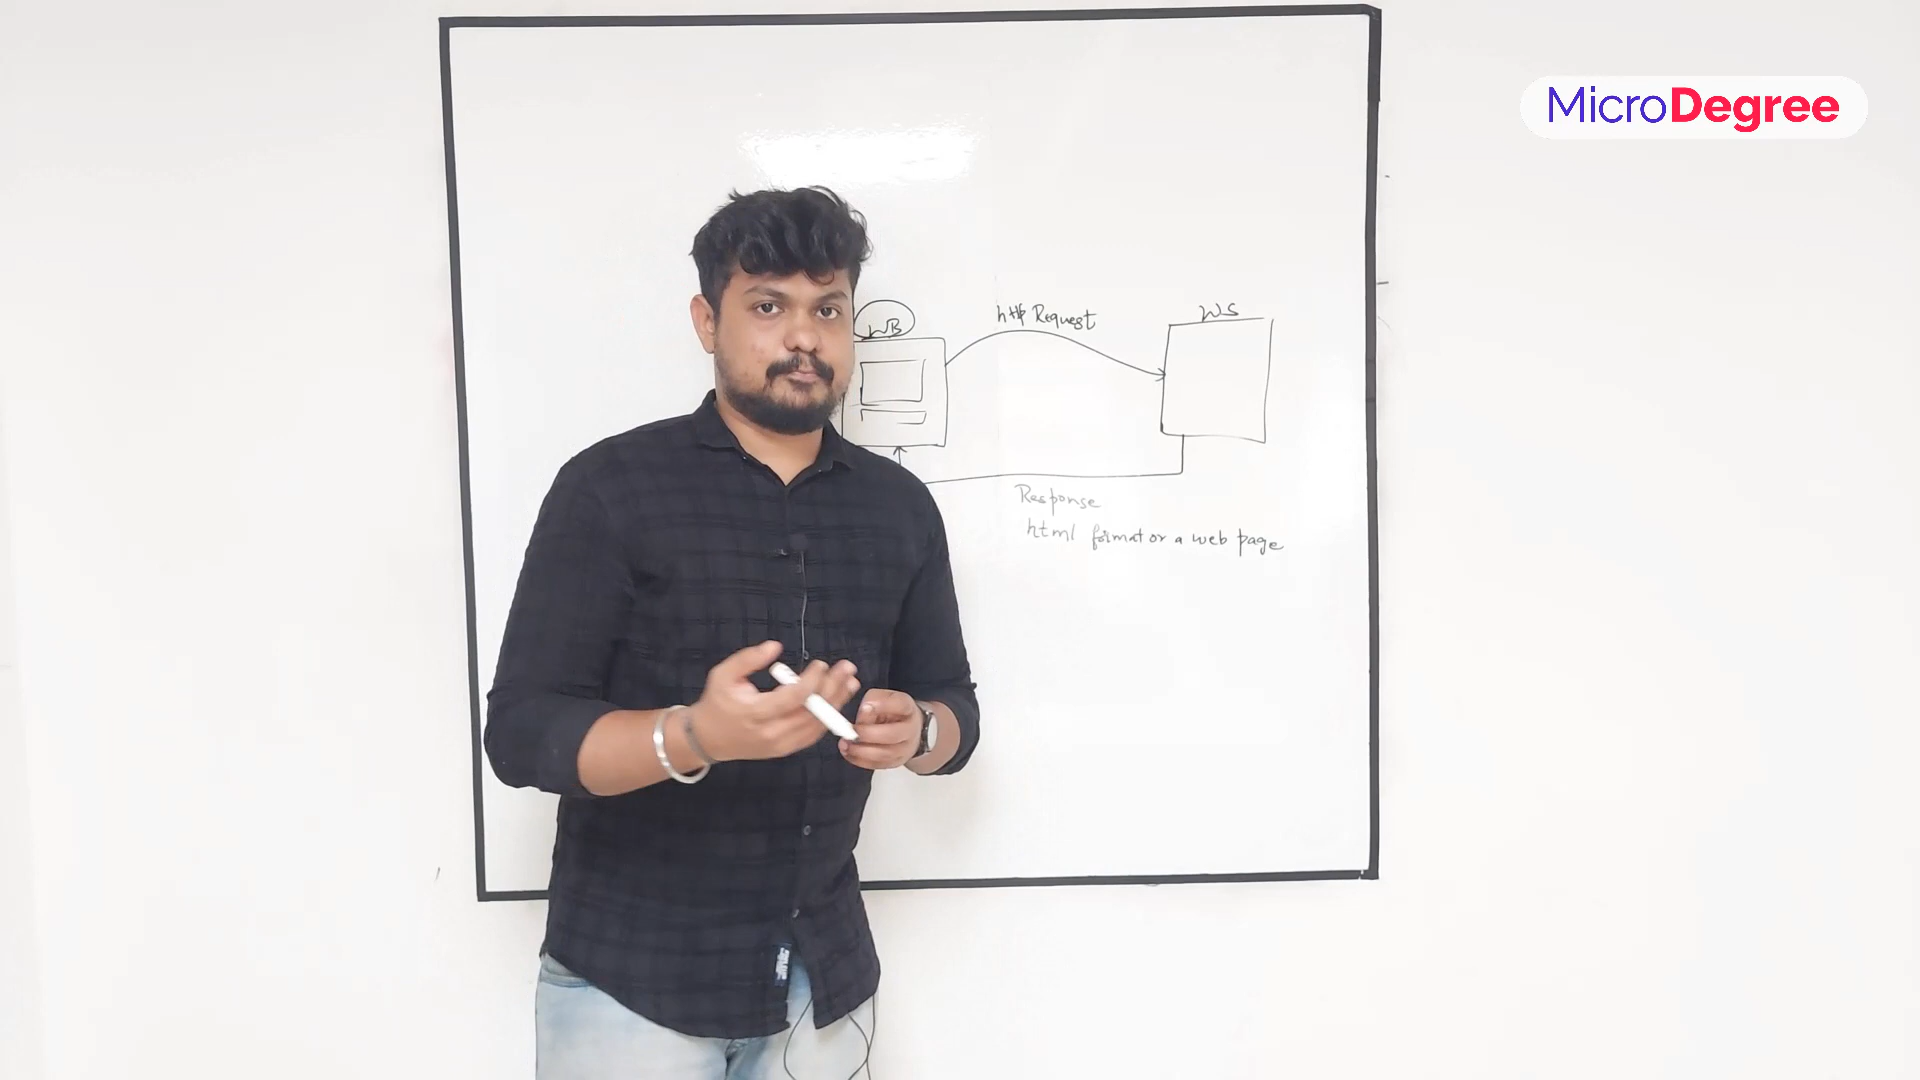 MicroDegree
WB
http Request
WS
Response
html format or a web page